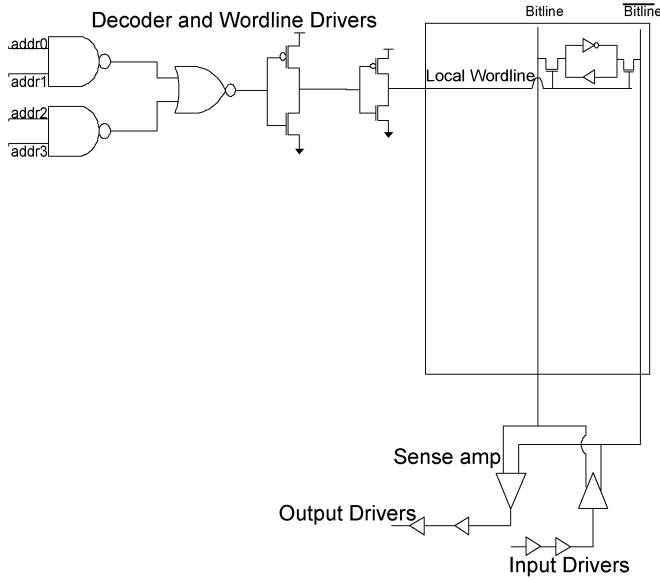 Decoder and Wordline Drivers
Bitline
Bitline
addr0
addr1
addr2
addr3
Local Wordline
Sense amp
Output Drivers
Input Drivers